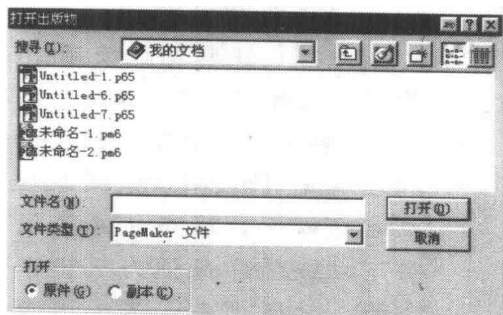 打开出版物
搜寻(I): 我的文档
Untitled-1.p65
Untitled-6.p65
Untitled-7.p65
未命名-1.pm6
未命名-2.pm6
文件名(N): 打开(O)
文件类型(T): PageMaker 文件 取消
打开
原件(G) 副本(C)